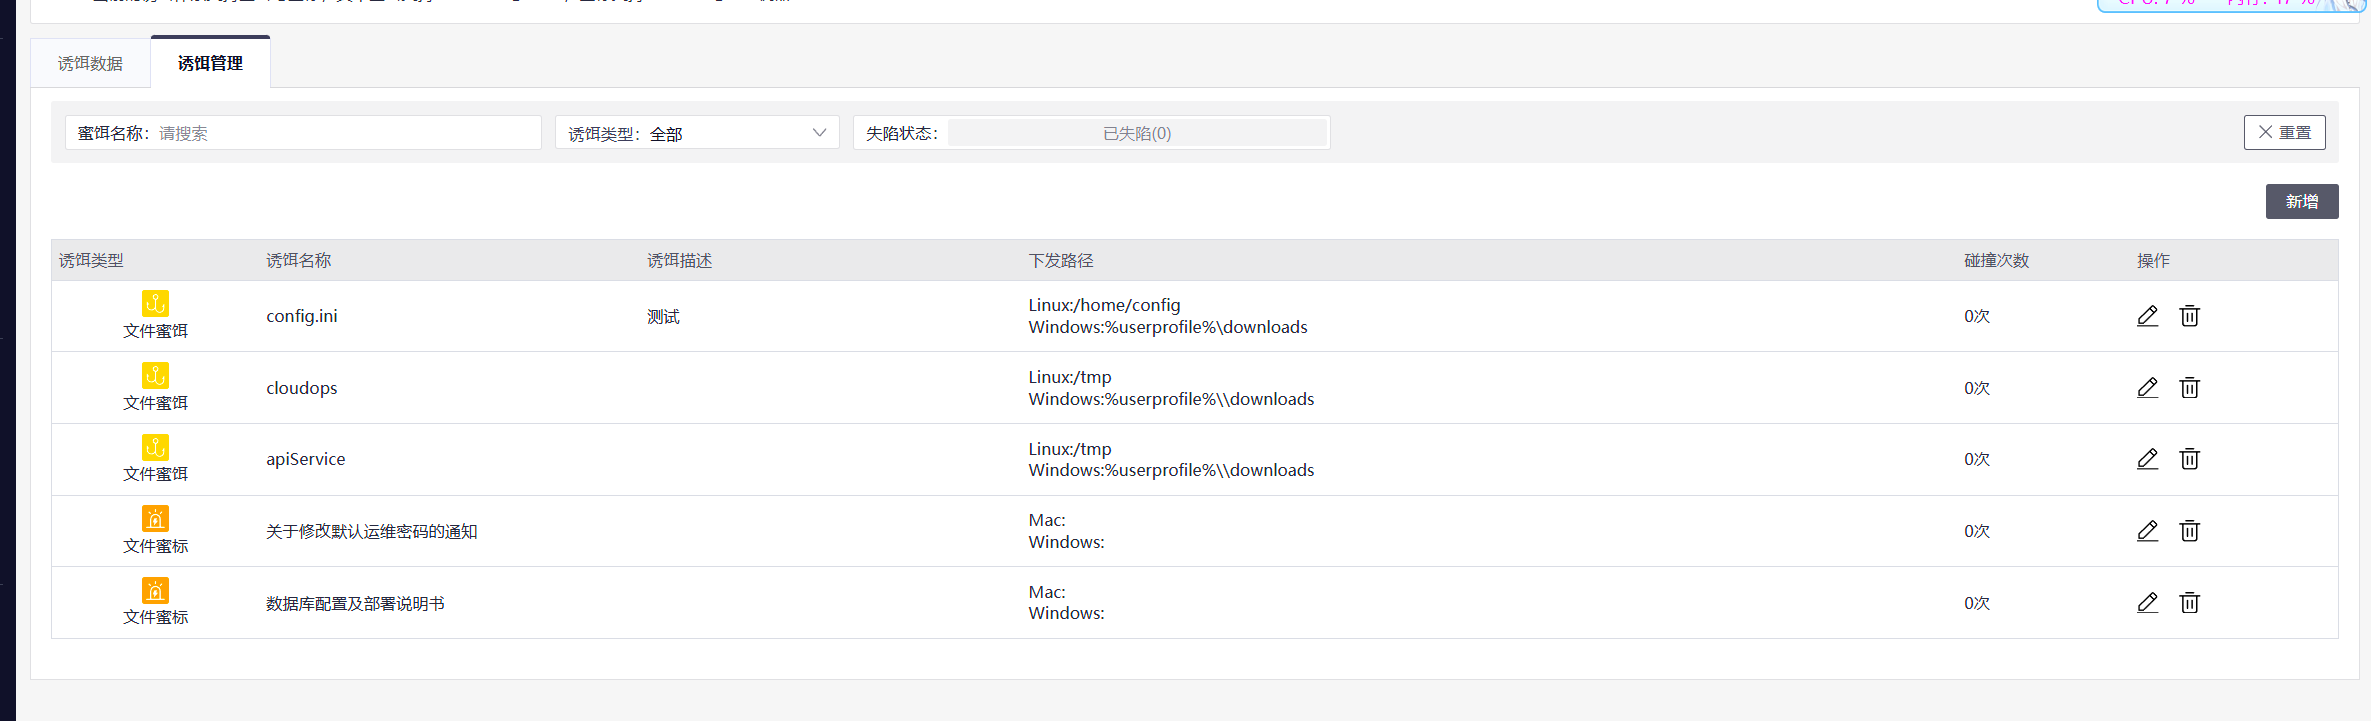 CPU: 7 % 内存: 17 %
诱饵数据
诱饵管理
蜜饵名称: 请搜索
诱饵类型: 全部
失陷状态: 已失陷(0)
重置
新增
诱饵类型 诱饵名称 诱饵描述 下发路径 碰撞次数 操作
文件蜜饵
config.ini
测试
Linux:/home/config
Windows:%userprofile%\downloads
0次
文件蜜饵
cloudops
Linux:/tmp
Windows:%userprofile%\\downloads
0次
文件蜜饵
apiService
Linux:/tmp
Windows:%userprofile%\\downloads
0次
文件蜜标
关于修改默认运维密码的通知
Mac:
Windows:
0次
文件蜜标
数据库配置及部署说明书
Mac:
Windows:
0次